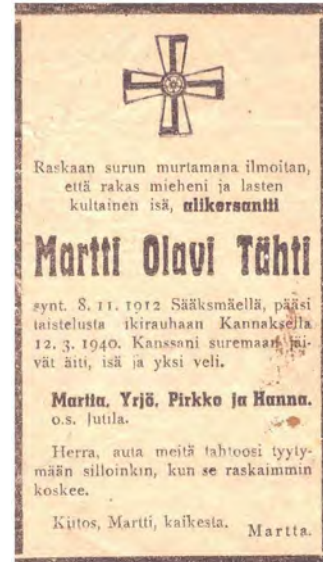 Raskaan surun murtamana ilmoitan,
että rakas mieheni ja lasten
kultainen isä, alikersantti
Martti Olavi Tähti
synt. 8. 11. 1912 Sääksmäellä, pääsi
taistelusta ikirauhaan Kannaksella
12. 3. 1940. Kanssani suremaan jäi-
vät äiti, isä ja yksi veli.
Martta, Yrjö, Pirkko ja Hanna.
o.s. Jutila.
Herra, auta meitä tahtoosi tyyty-
mään silloinkin, kun se raskaimmin
koskee.
Kiitos, Martti, kaikesta.
Martta.